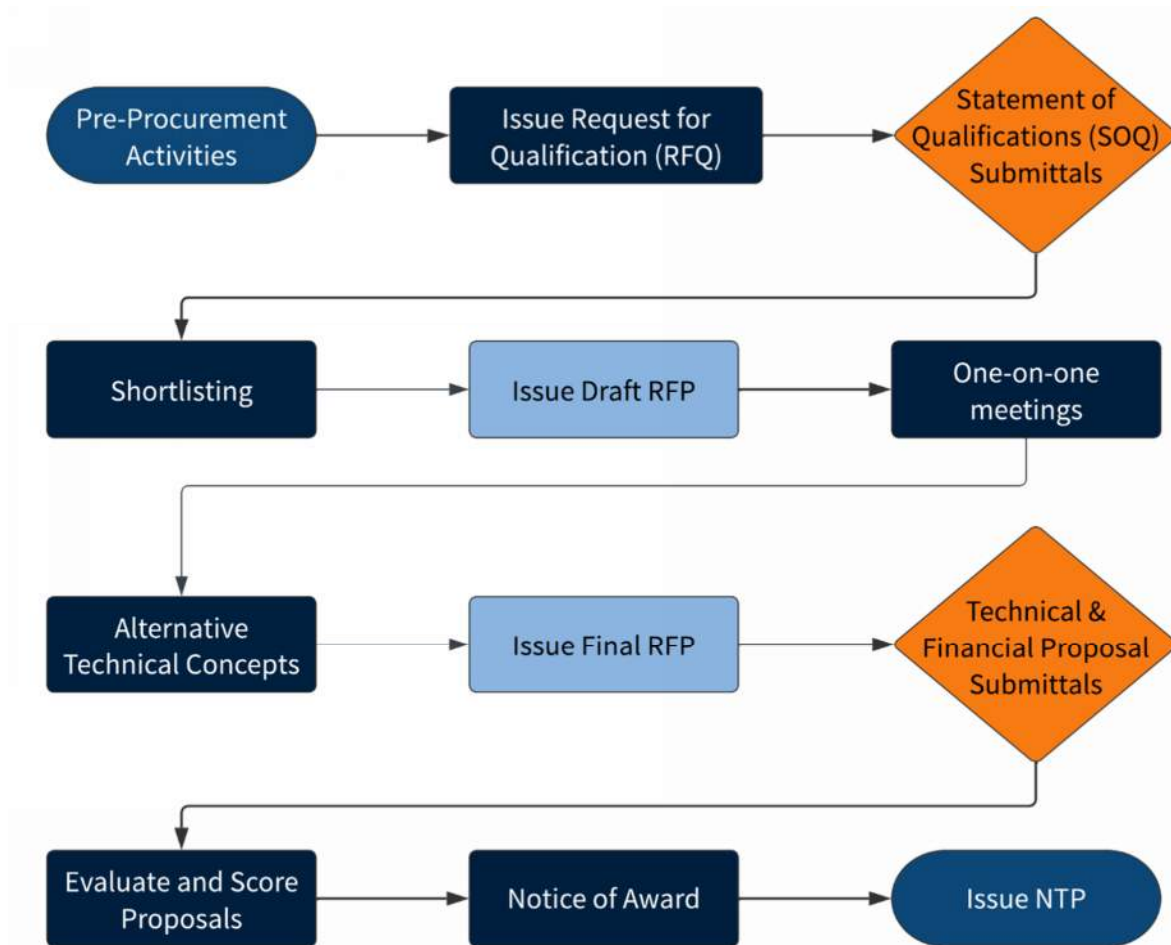 Pre-Procurement
Activities
Issue Request for
Qualification (RFQ)
Statement of
Qualifications (SOQ)
Submittals
Shortlisting
Issue Draft RFP
One-on-one
meetings
Alternative
Technical Concepts
Issue Final RFP
Technical &
Financial Proposal
Submittals
Evaluate and Score
Proposals
Notice of Award
Issue NTP